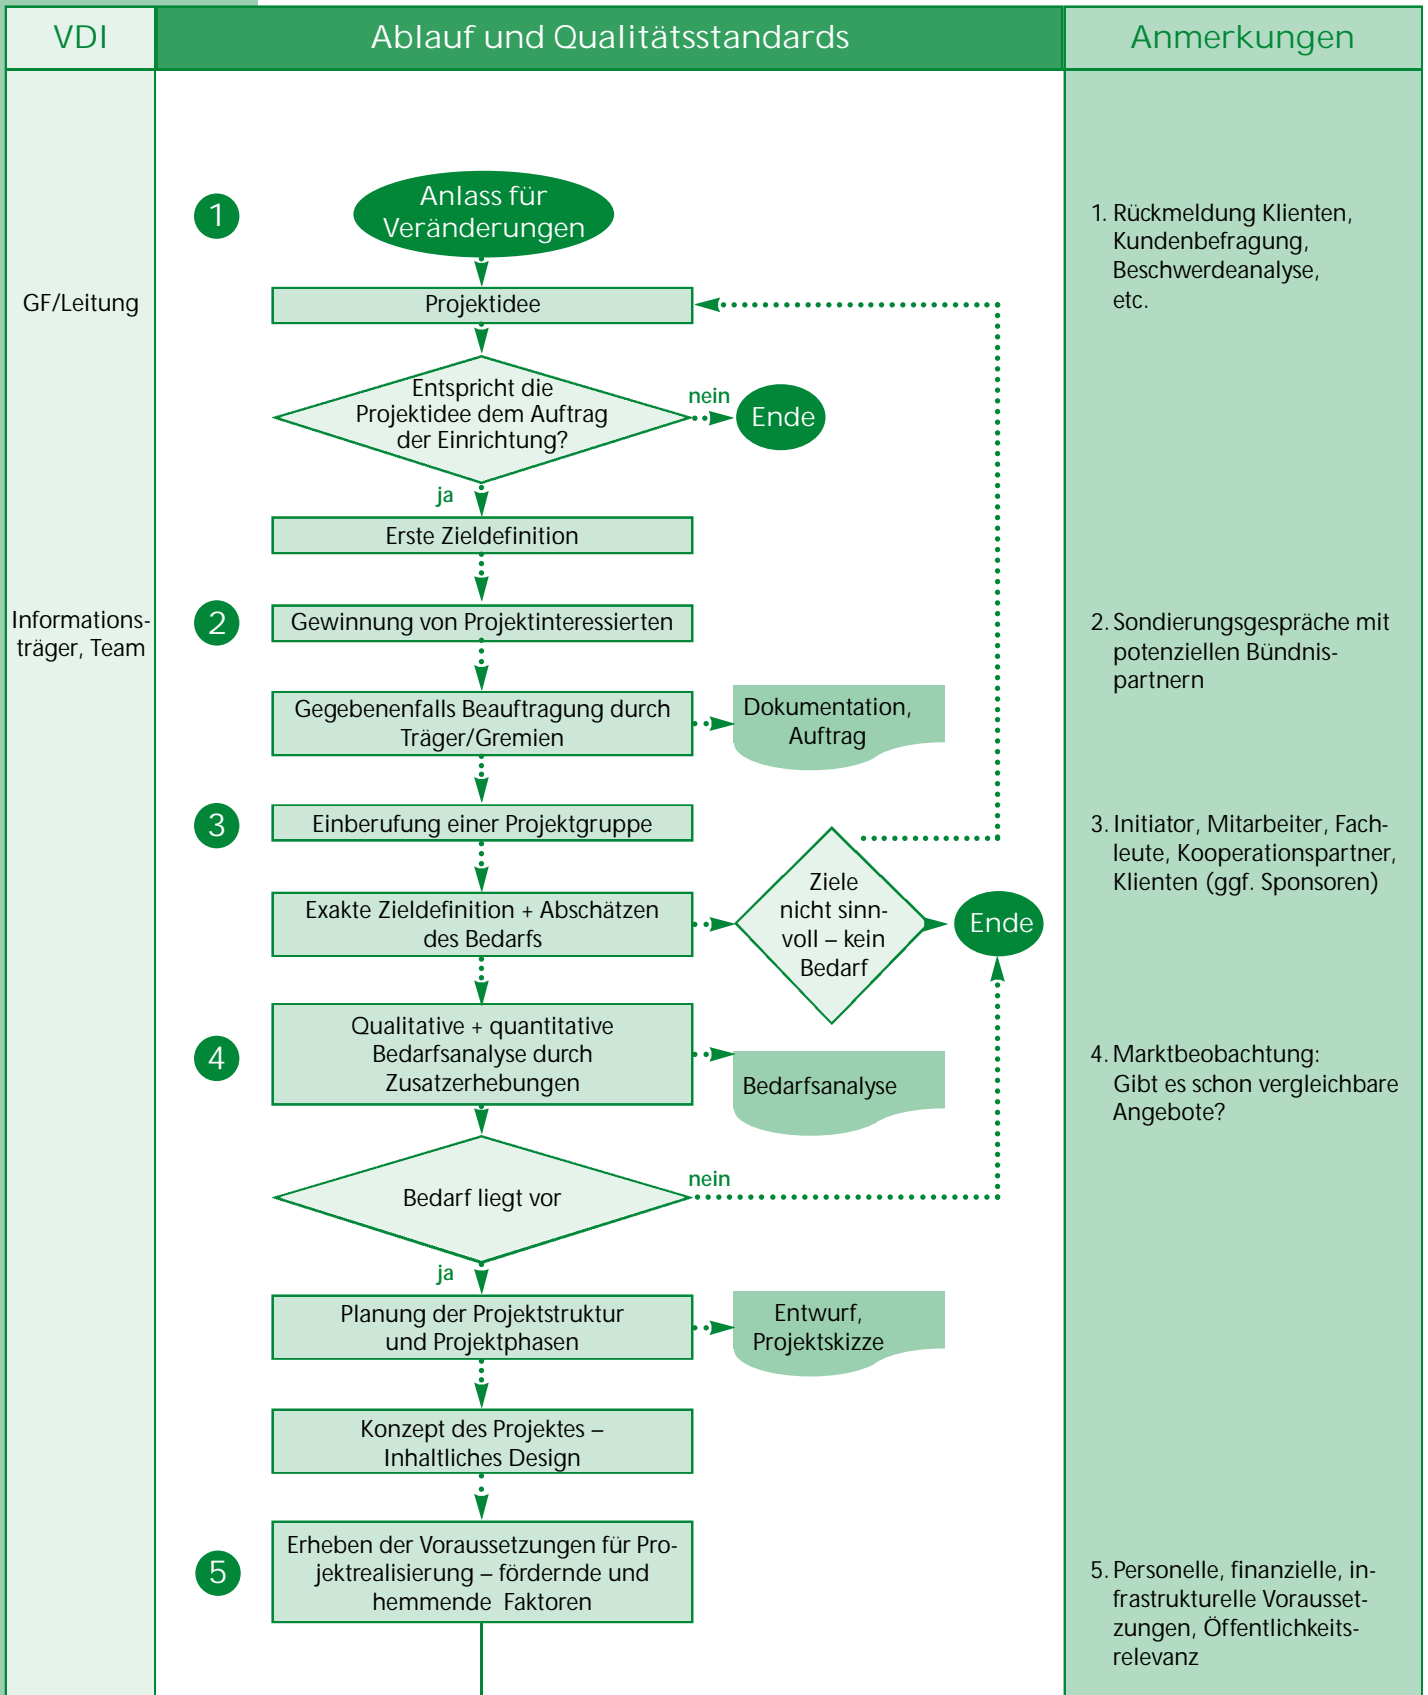 VDI
Ablauf und Qualitätsstandards
Anmerkungen
1
Anlass für
Veränderungen
1. Rückmeldung Klienten,
Kundenbefragung,
Beschwerdeanalyse,
etc.
GF/Leitung
Projektidee
Entspricht die
Projektidee dem Auftrag
der Einrichtung?
nein
Ende
ja
Erste Zieldefinition
Informations-
träger, Team
2
Gewinnung von Projektinteressierten
2. Sondierungsgespräche mit
potenziellen Bündnis-
partnern
Gegebenenfalls Beauftragung durch
Träger/Gremien
Dokumentation,
Auftrag
3
Einberufung einer Projektgruppe
3. Initiator, Mitarbeiter, Fach-
leute, Kooperationspartner,
Klienten (ggf. Sponsoren)
Exakte Zieldefinition + Abschätzen
des Bedarfs
Ziele
nicht sinn-
voll – kein
Bedarf
Ende
4
Qualitative + quantitative
Bedarfsanalyse durch
Zusatzerhebungen
Bedarfsanalyse
4. Marktbeobachtung:
Gibt es schon vergleichbare
Angebote?
Bedarf liegt vor
nein
ja
Planung der Projektstruktur
und Projektphasen
Entwurf,
Projektskizze
Konzept des Projektes –
Inhaltliches Design
5
Erheben der Voraussetzungen für Pro-
jektrealisierung – fördernde und
hemmende Faktoren
5. Personelle, finanzielle, in-
frastrukturelle Vorausset-
zungen, Öffentlichkeits-
relevanz